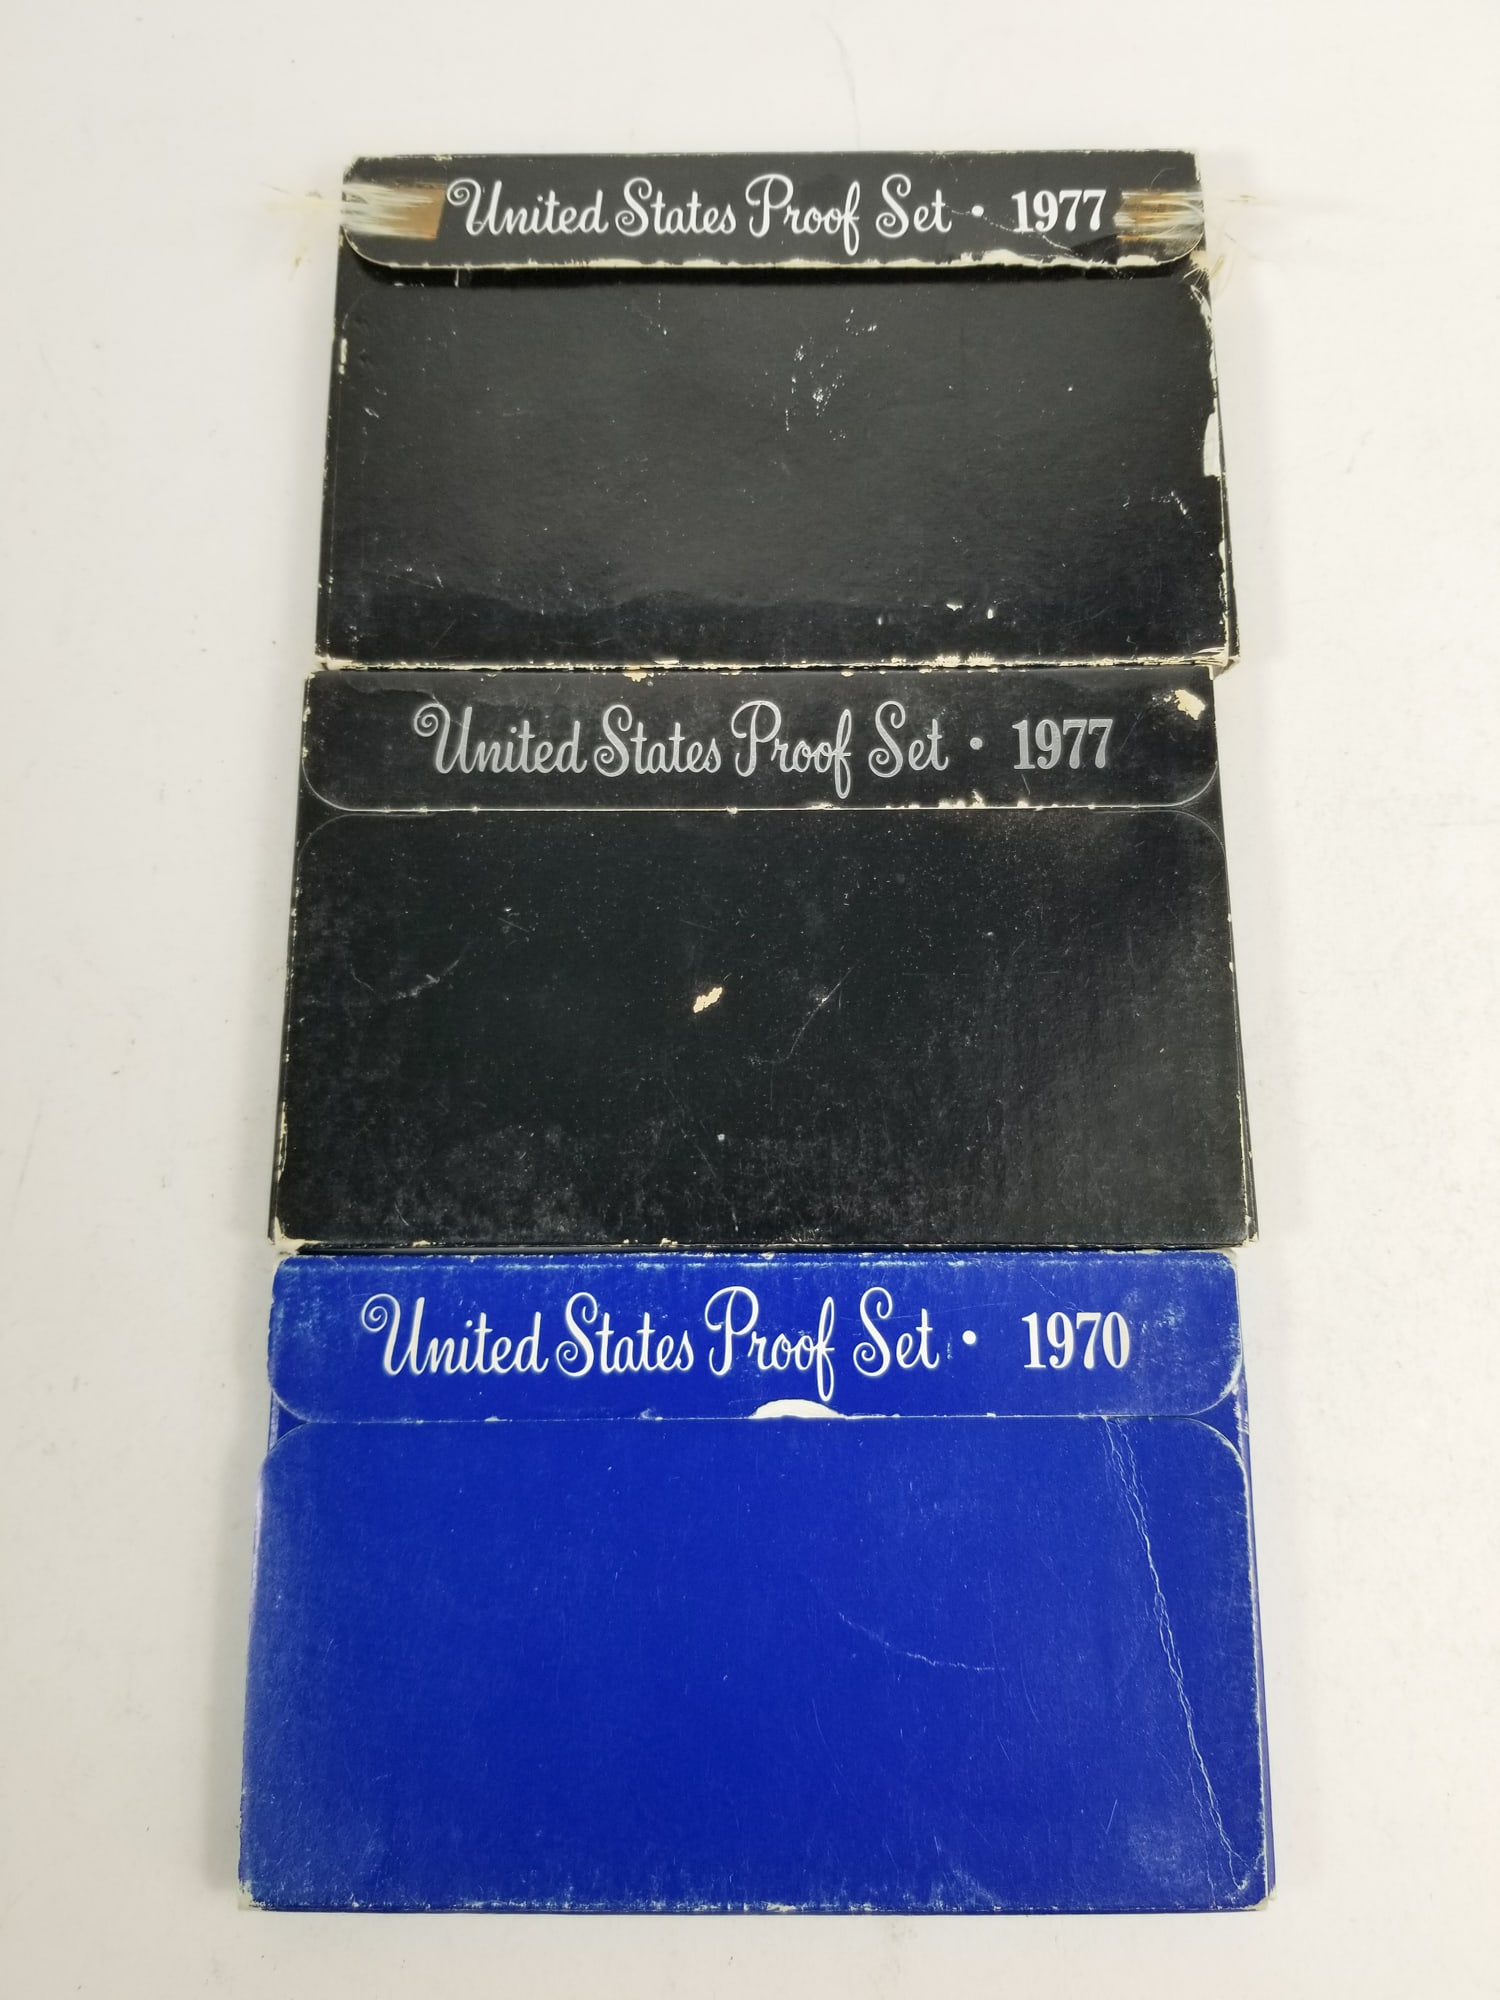 United States Proof Set • 1977
United States Proof Set • 1977
United States Proof Set • 1970